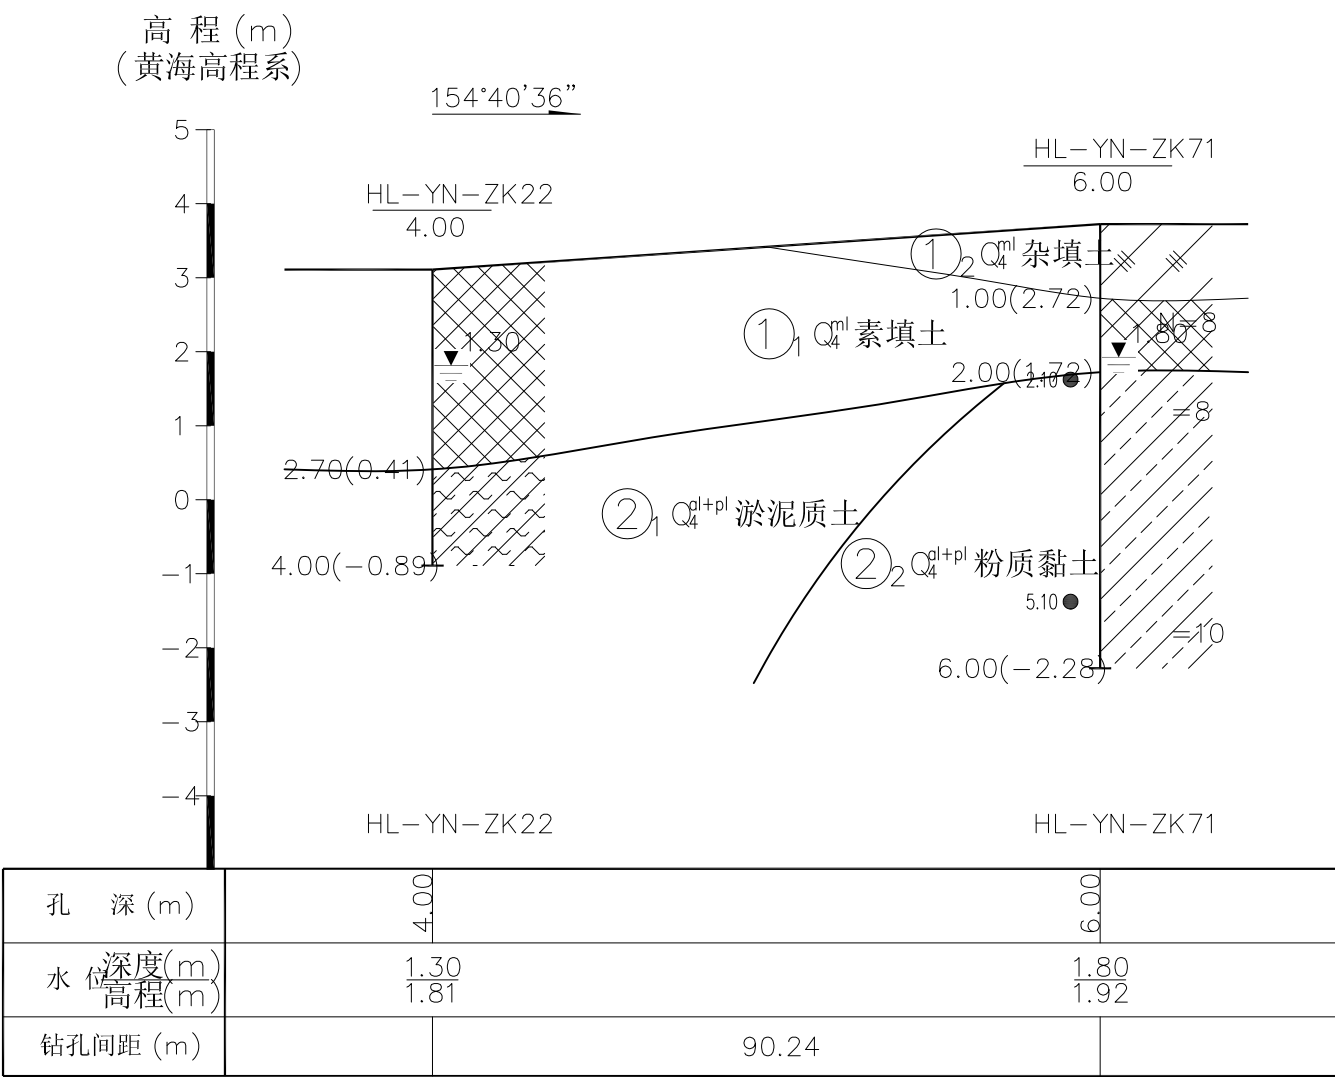 高 程 (m)
(黄海高程系)
154°40'36"
HL-YN-ZK71
6.00
HL-YN-ZK22
4.00
5
4
3
2
1
0
-1
-2
-3
-4
①2 Q4ml 杂填土
1.00(2.72)
N=8
1.80
①1 Q4ml 素填土
1.30
2.00(1.72)
2.10
=8
2.70(0.41)
②1 Q4al+pl 淤泥质土
4.00(-0.89)
②2 Q4al+pl 粉质黏土
5.10
=10
6.00(-2.28)
HL-YN-ZK22
HL-YN-ZK71
孔 深 (m)
4.00
6.00
水 位
深度(m)
高程(m)
1.30
1.81
1.80
1.92
钻孔间距 (m)
90.24